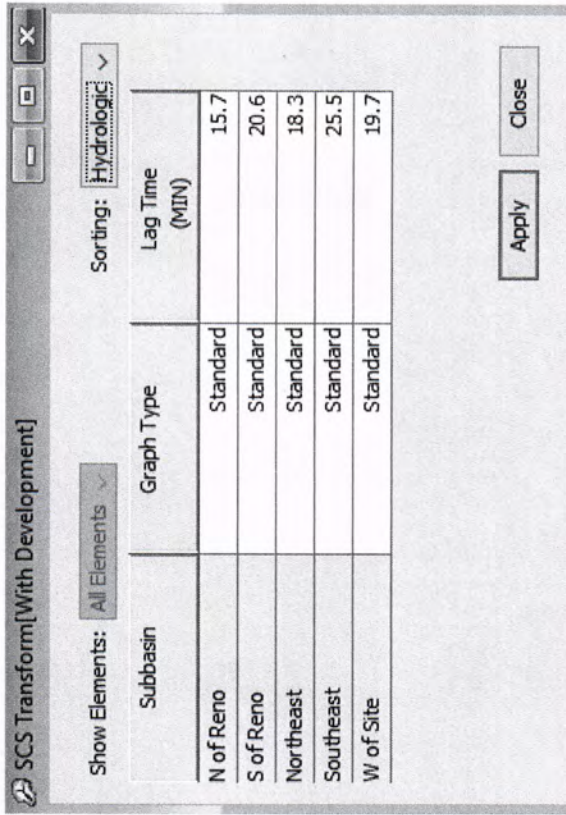 SCS Transform[With Development]
Show Elements: All Elements Sorting: Hydrologic
Subbasin Graph Type Lag Time (MIN)
N of Reno Standard 15.7
S of Reno Standard 20.6
Northeast Standard 18.3
Southeast Standard 25.5
W of Site Standard 19.7
Apply Close